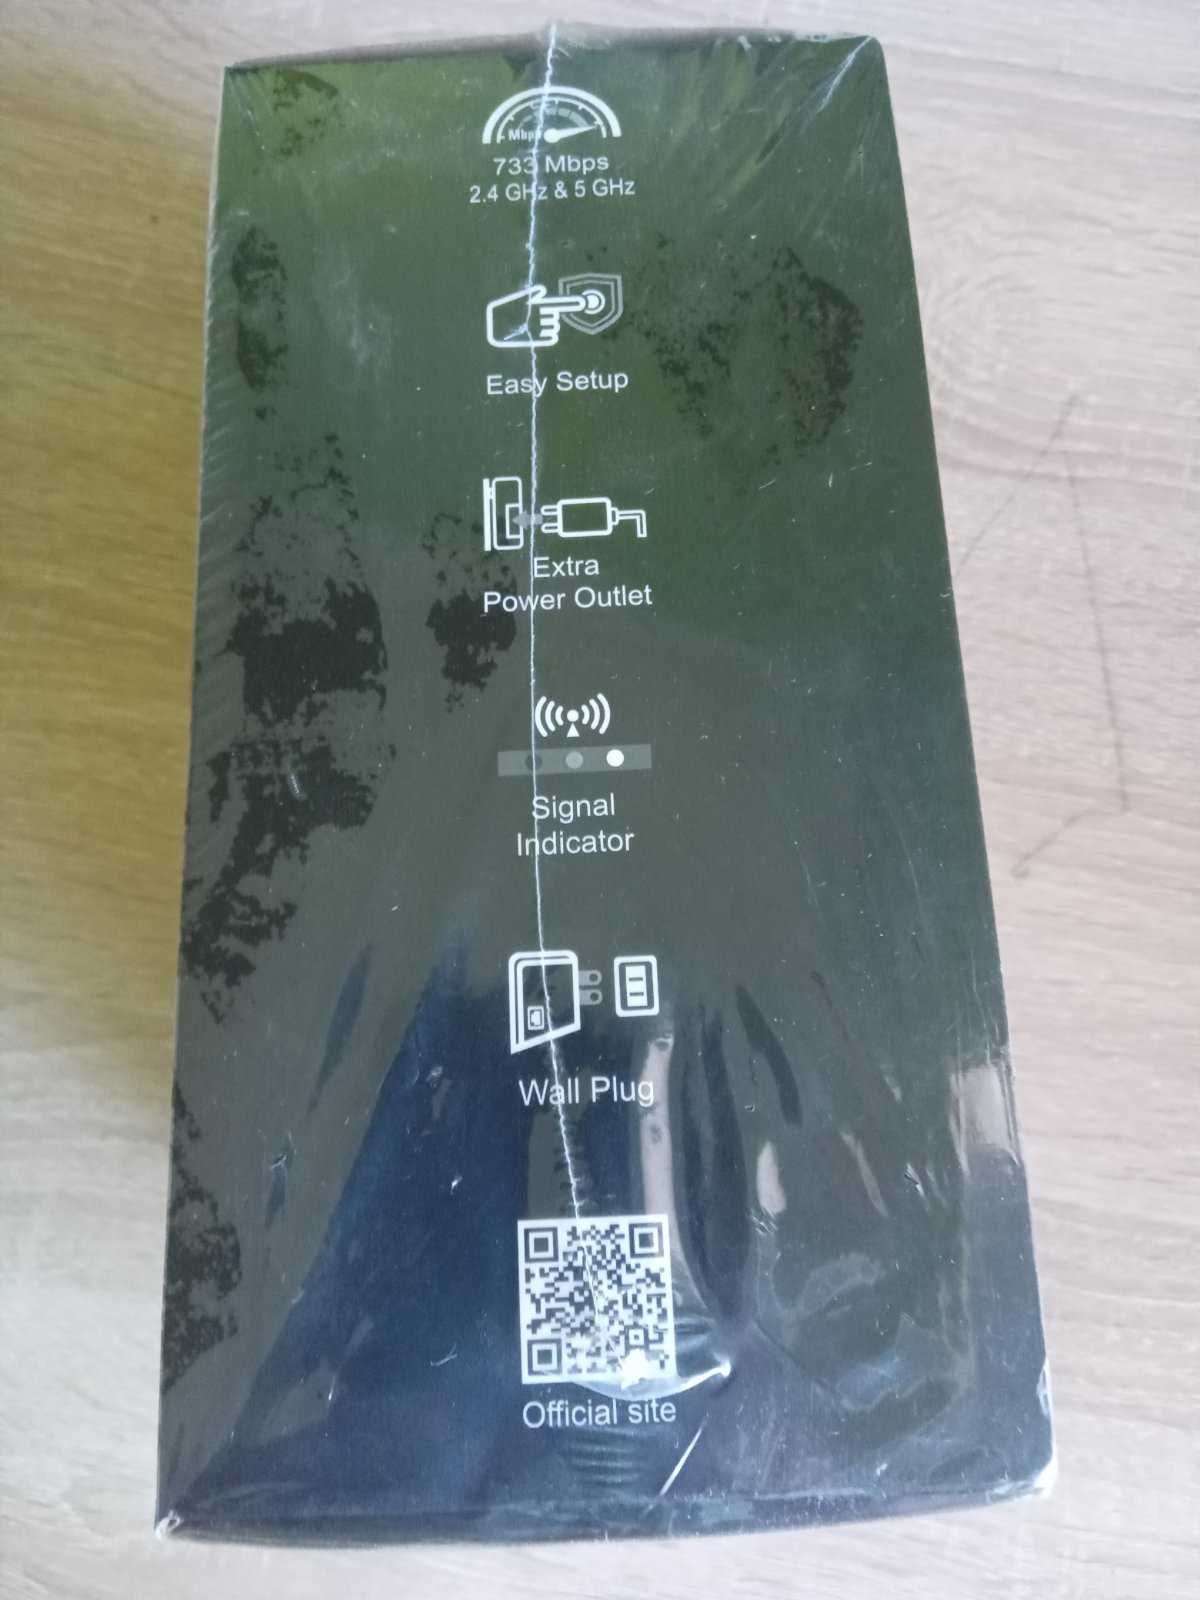 Mbps
733 Mbps
2.4 GHz & 5 GHz
Easy Setup
Extra
Power Outlet
Signal
Indicator
Wall Plug
Official site